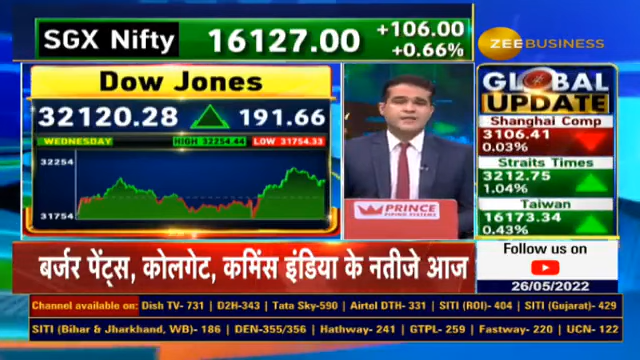 SGX Nifty 16127.00 +106.00
+0.66%
ZEE BUSINESS
Dow Jones
32120.28 191.66
WEDNESDAY HIGH 32254.44 LOW 31754.33
32254
31754
PRINCE
PIPING SYSTEMS
GLOBAL
UPDATE
Shanghai Comp
3106.41
0.03%
Straits Times
3212.75
1.04%
Taiwan
16173.34
0.43%
बर्जर पेंट्स, कोलगेट, कमिंस इंडिया के नतीजे आज
Follow us on
26/05/2022
Channel available on: Dish TV- 731 | D2H-343 | Tata Sky-590 | Airtel DTH- 331 | SITI (ROI)- 404 | SITI (Gujarat)- 429
SITI (Bihar & Jharkhand, WB)- 186 | DEN-355/356 | Hathway- 241 | GTPL- 259 | Fastway- 220 | UCN- 122